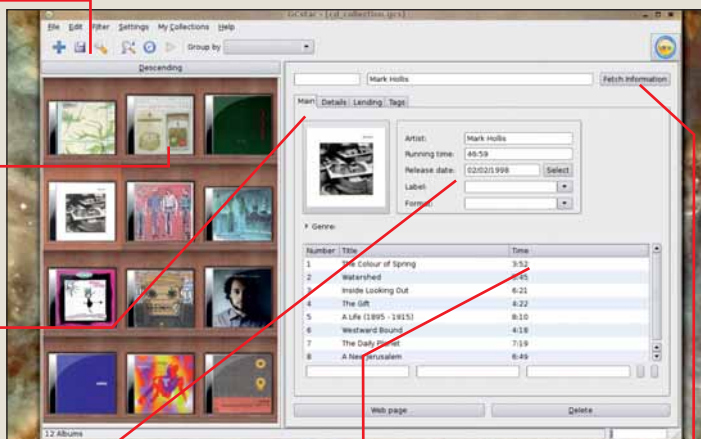 GCstar - [cd_collection.gcs]
File Edit Filter Settings My Collections Help
Group by
Descending
Mark Hollis
Fetch Information
Main Details Lending Tags
Artist: Mark Hollis
Running time: 46:59
Release date: 02/02/1998 Select
Label:
Format:
Genre:
Number Title Time
1 The Colour of Spring 3:52
2 Watershed 5:45
3 Inside Looking Out 6:21
4 The Gift 4:22
5 A Life (1895 - 1915) 8:10
6 Westward Bound 4:18
7 The Daily Planet 7:19
8 A New Jerusalem 6:49
Web page Delete
12 Albums